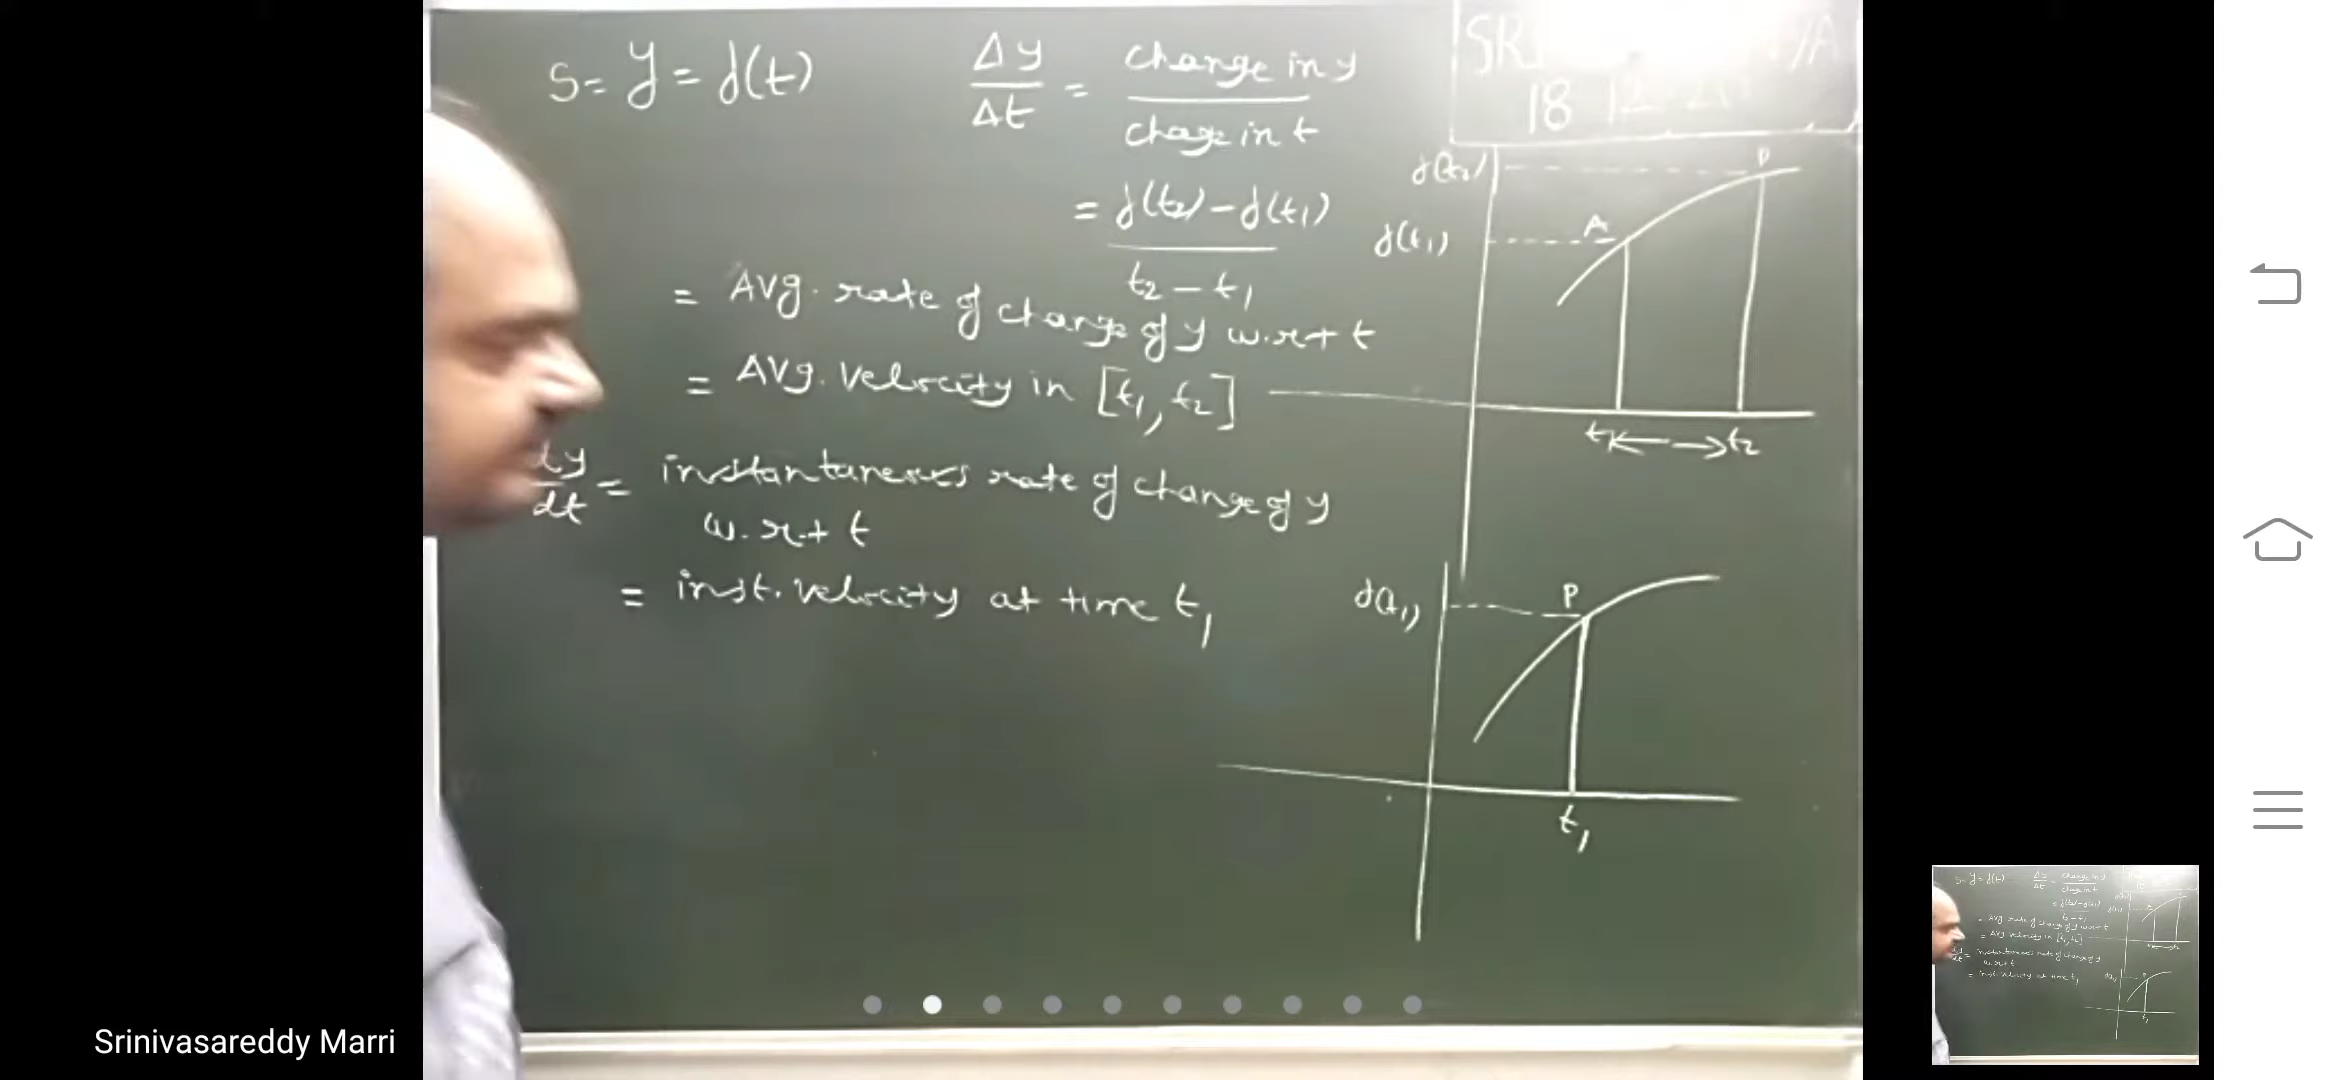 S = y = f(t)
Δy/Δt = change in y / chage in t
= f(t2) - f(t1) / t2 - t1
= Avg. rate of change of y w.r+ t
= Avg. velocity in [t1, t2]
dy/dt = instantaneous rate of change of y
w.r+ t
= inst. velocity at time t1
18 12
f(t2)
P
f(t1)
A
t1
t2
f(t1)
P
t1
Srinivasareddy Marri